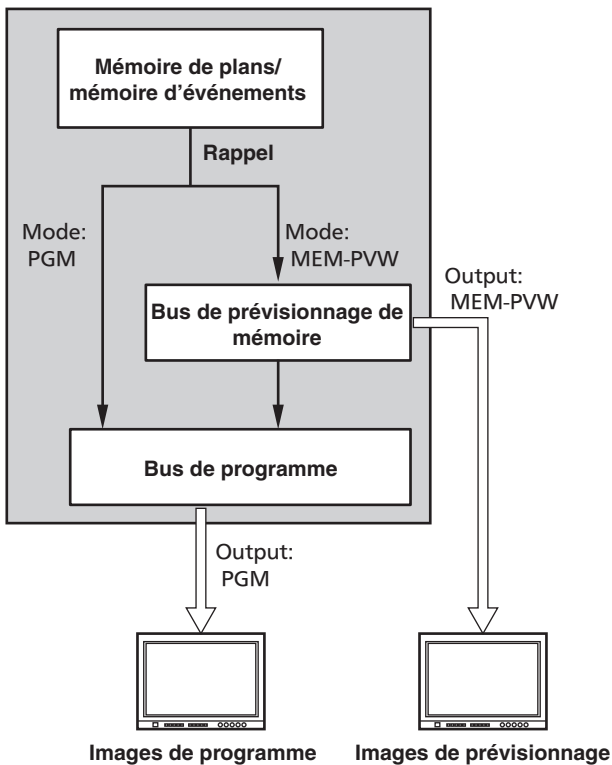 Mémoire de plans/
mémoire d'événements
Rappel
Mode:
PGM
Mode:
MEM-PVW
Output:
MEM-PVW
Bus de prévisionnage de
mémoire
Bus de programme
Output:
PGM
Images de programme
Images de prévisionnage